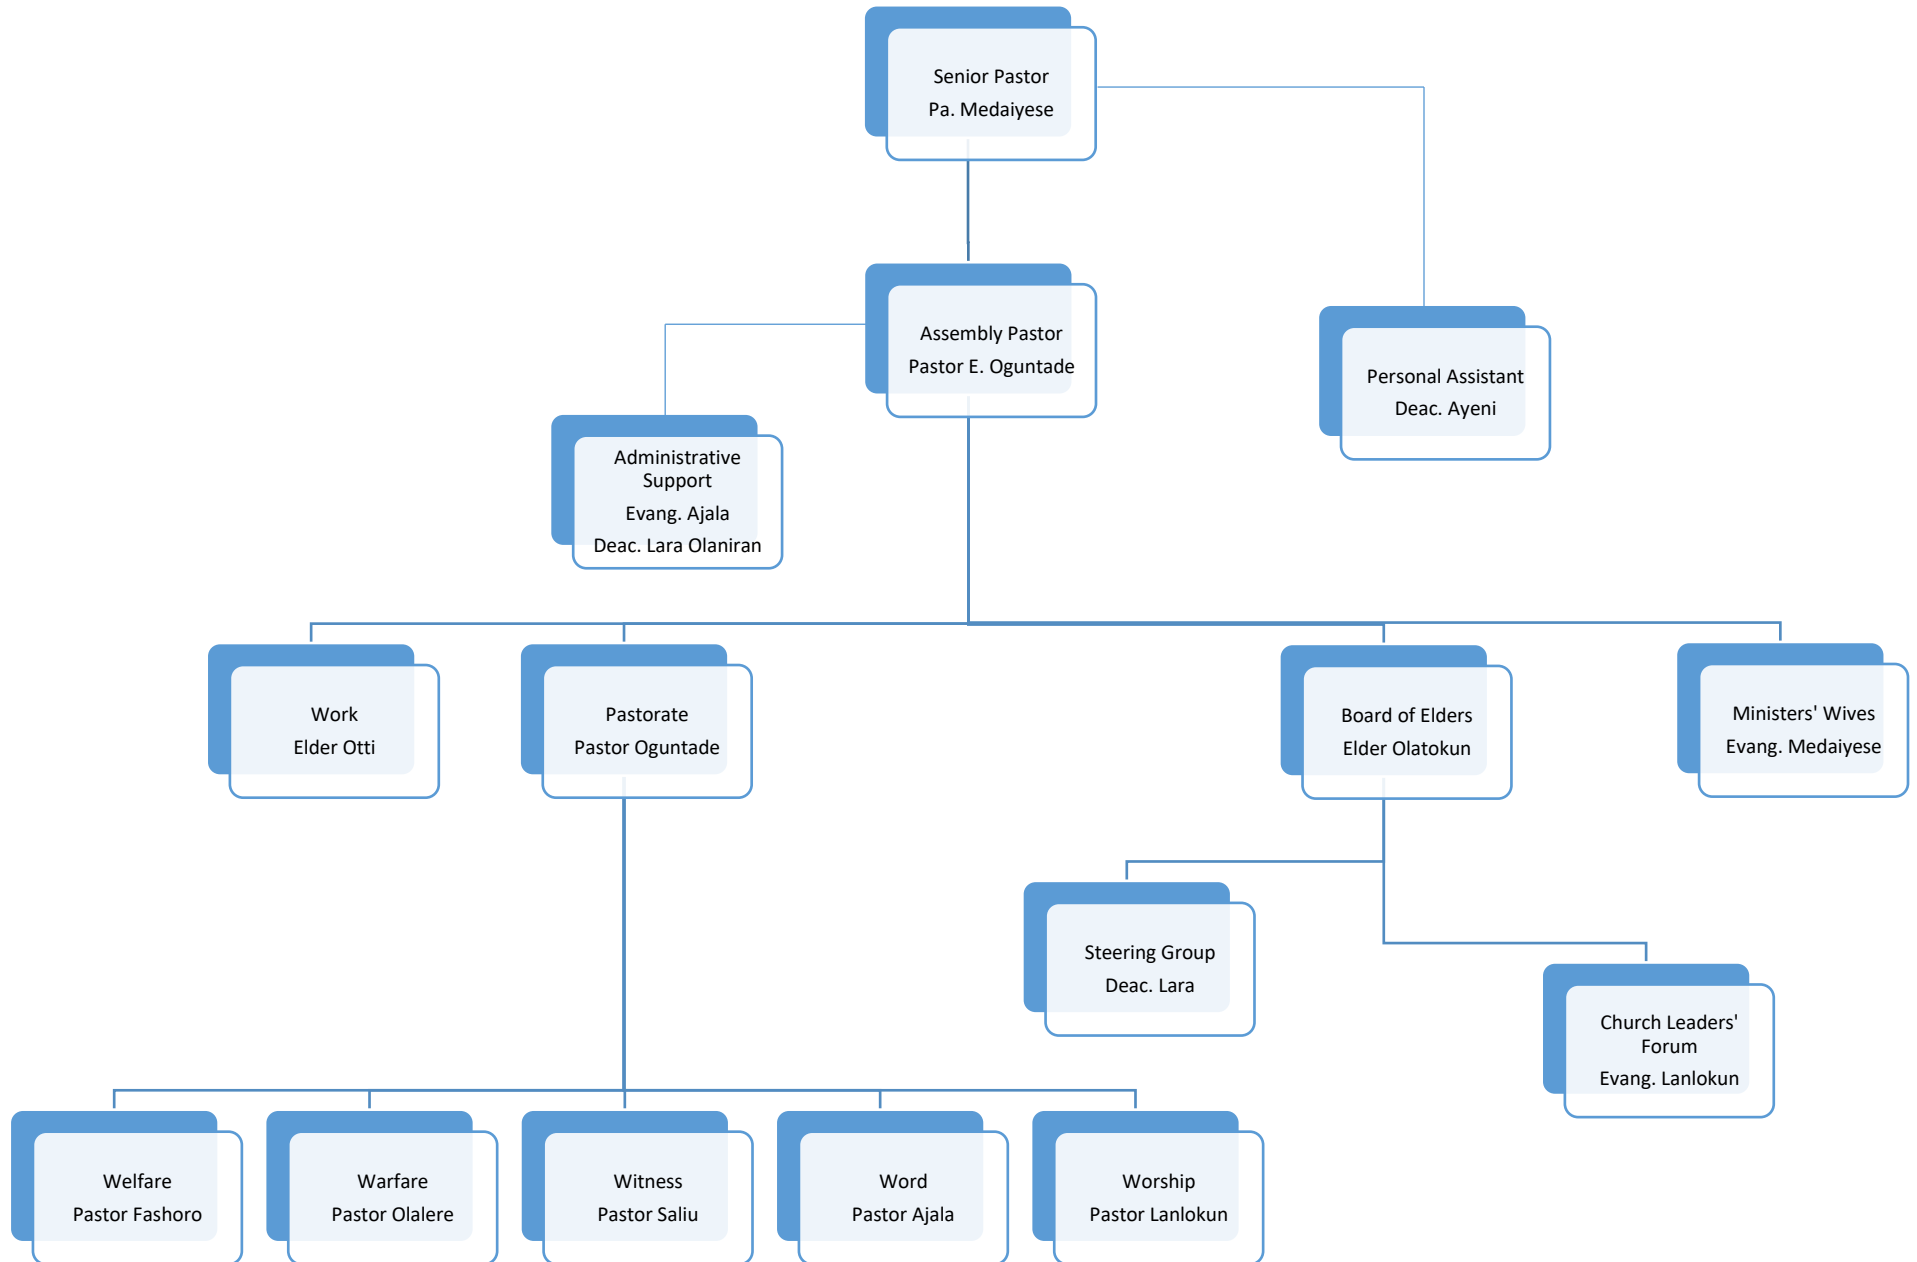 Senior Pastor
Pa. Medaiyese
Assembly Pastor
Pastor E. Oguntade
Personal Assistant
Deac. Ayeni
Administrative
Support
Evang. Ajala
Deac. Lara Olaniran
Work
Elder Otti
Pastorate
Pastor Oguntade
Board of Elders
Elder Olatokun
Ministers' Wives
Evang. Medaiyese
Steering Group
Deac. Lara
Church Leaders'
Forum
Evang. Lanlokun
Welfare
Pastor Fashoro
Warfare
Pastor Olalere
Witness
Pastor Saliu
Word
Pastor Ajala
Worship
Pastor Lanlokun